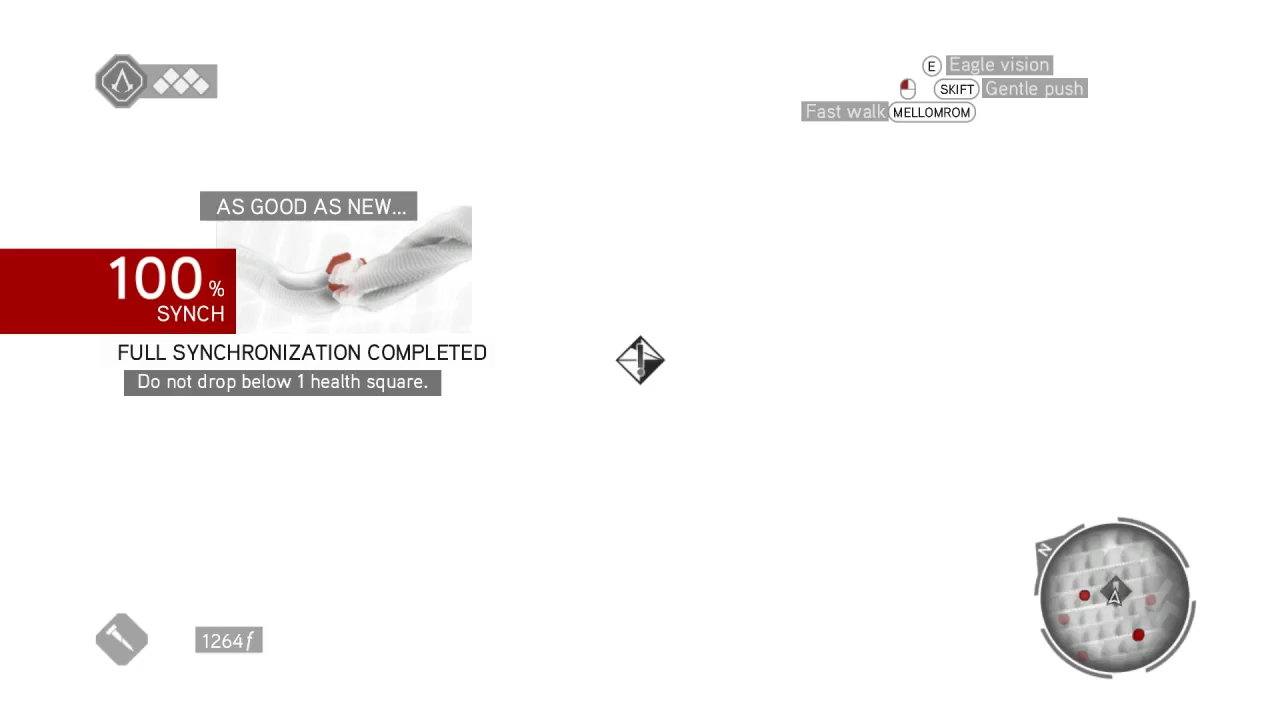 E Eagle vision
SKIFT Gentle push
Fast walk MELLOMROM
AS GOOD AS NEW...
100 %
SYNCH
FULL SYNCHRONIZATION COMPLETED
Do not drop below 1 health square.
N
1264 f